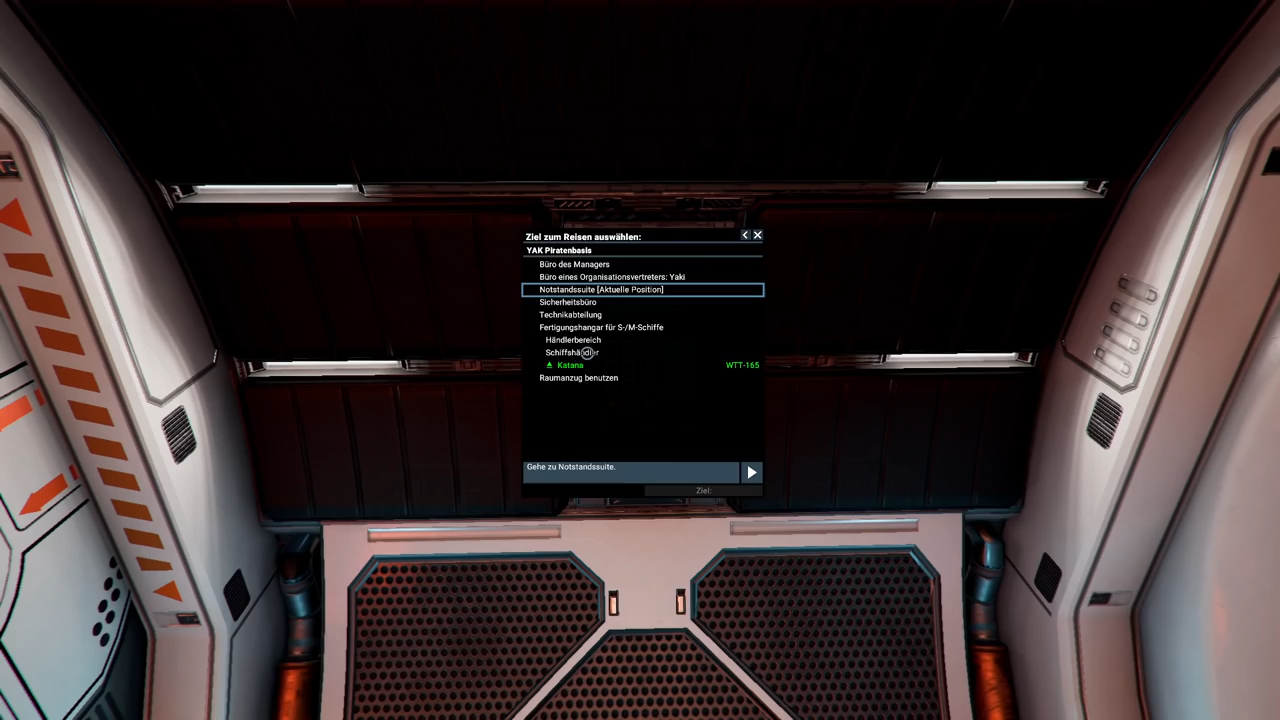 Ziel zum Reisen auswählen:
YAK Piratenbasis
Büro des Managers
Büro eines Organisationsvertreters: Yaki
Notstandssuite [Aktuelle Position]
Sicherheitsbüro
Technikabteilung
Fertigungshangar für S-/M-Schiffe
Händlerbereich
Schiffshändler
Katana WTT-165
Raumanzug benutzen
Gehe zu Notstandssuite.
Ziel: